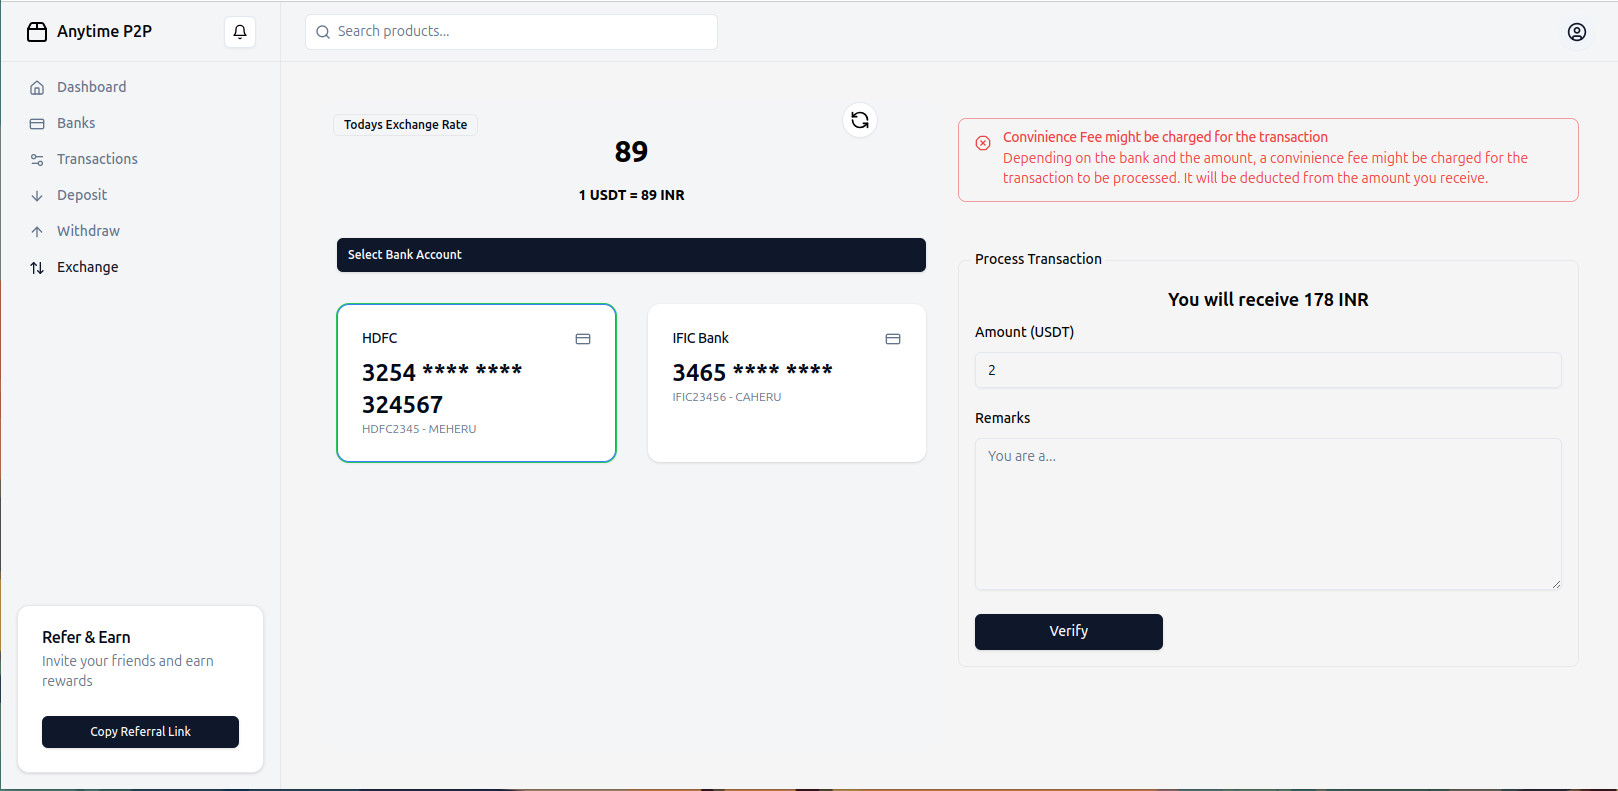 Anytime P2P
Search products...
Dashboard
Banks
Transactions
Deposit
Withdraw
Exchange
Refer & Earn
Invite your friends and earn
rewards
Copy Referral Link
Todays Exchange Rate
89
1 USDT = 89 INR
Select Bank Account
HDFC
3254 **** ****
324567
HDFC2345 - MEHERU
IFIC Bank
3465 **** ****
IFIC23456 - CAHERU
Convinience Fee might be charged for the transaction
Depending on the bank and the amount, a convinience fee might be charged for the
transaction to be processed. It will be deducted from the amount you receive.
Process Transaction
You will receive 178 INR
Amount (USDT)
2
Remarks
You are a...
Verify